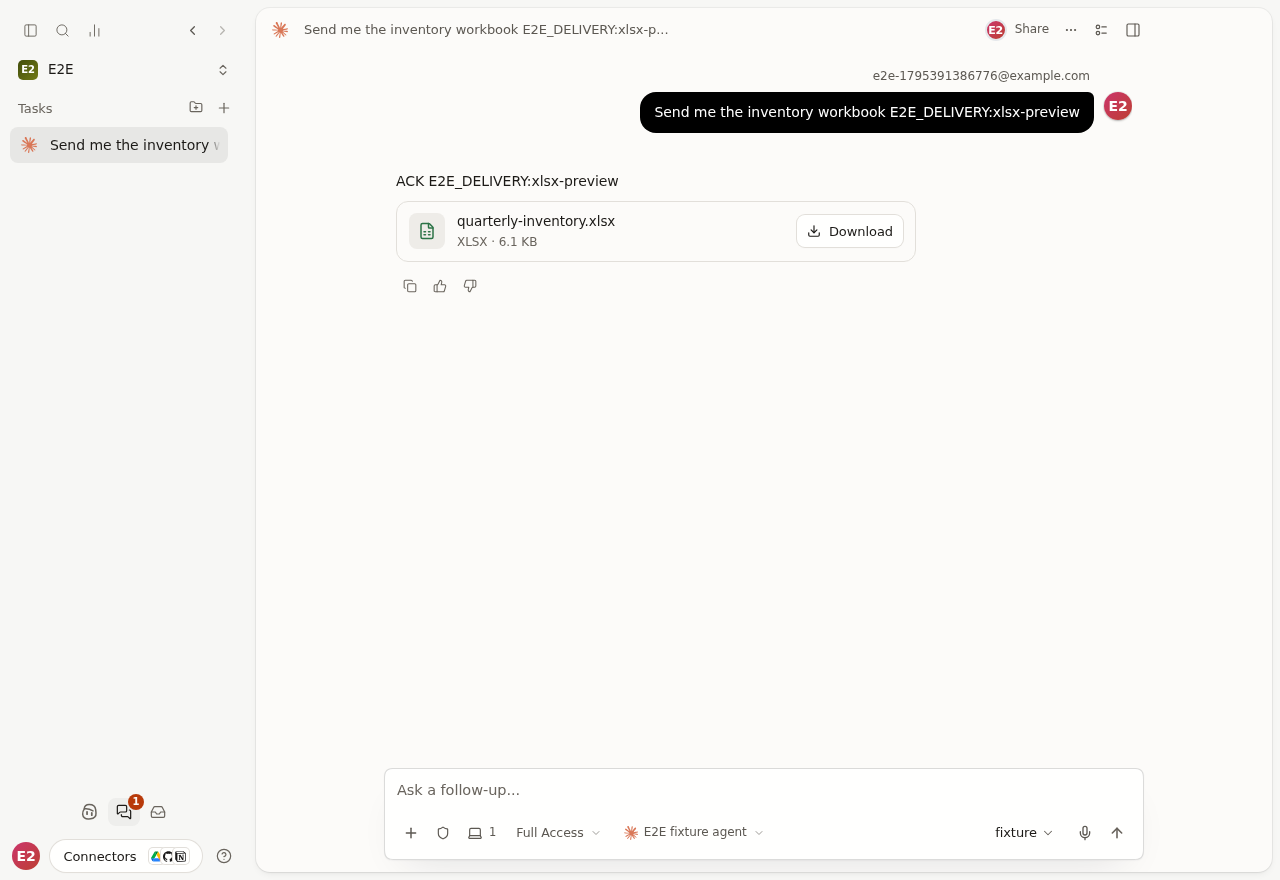 Send me the inventory workbook E2E_DELIVERY:xlsx-p...
E2 Share
E2 E2E
Tasks
Send me the inventory w
e2e-1795391386776@example.com
Send me the inventory workbook E2E_DELIVERY:xlsx-preview
E2
ACK E2E_DELIVERY:xlsx-preview
quarterly-inventory.xlsx
XLSX · 6.1 KB
Download
Ask a follow-up...
1 Full Access E2E fixture agent fixture
1
E2 Connectors